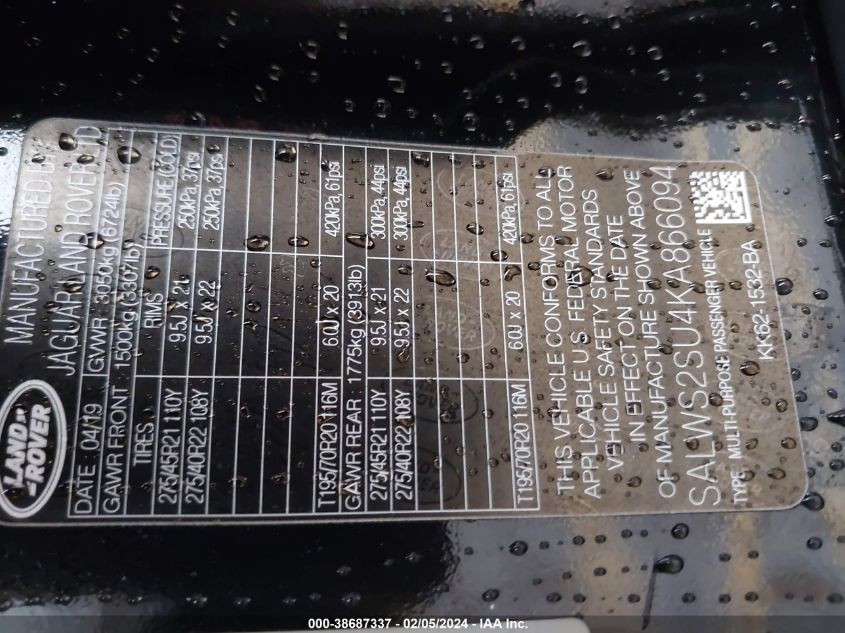 LAND ROVER
MANUFACTURED BY
JAGUAR LAND ROVER LTD
DATE : 04/19 GVWR 3050kg (6724lb)
GAWR FRONT 1500kg (3307lb)
TIRES RIMS PRESSURE (COLD)
275/45R21 110Y 9.5J x 21 250kPa, 37psi
275/40R22 108Y 9.5J x 22 250kPa, 37psi
T195/70R20 116M 6.0J x 20 420kPa, 61psi
GAWR REAR : 1775kg (3913lb)
275/45R21 110Y 9.5J x 21 300kPa, 44psi
275/40R22 108Y 9.5J x 22 300kPa, 44psi
T195/70R20 116M 6.0J x 20 420kPa, 61psi
THIS VEHICLE CONFORMS TO ALL
APPLICABLE U.S. FEDERAL MOTOR
VEHICLE SAFETY STANDARDS
IN EFFECT ON THE DATE
OF MANUFACTURE SHOWN ABOVE
SALWS2SU4KA866094
TYPE MULTI-PURPOSE PASSENGER VEHICLE
KK62-1532-BA
000-38687337 - 02/05/2024 - IAA Inc.